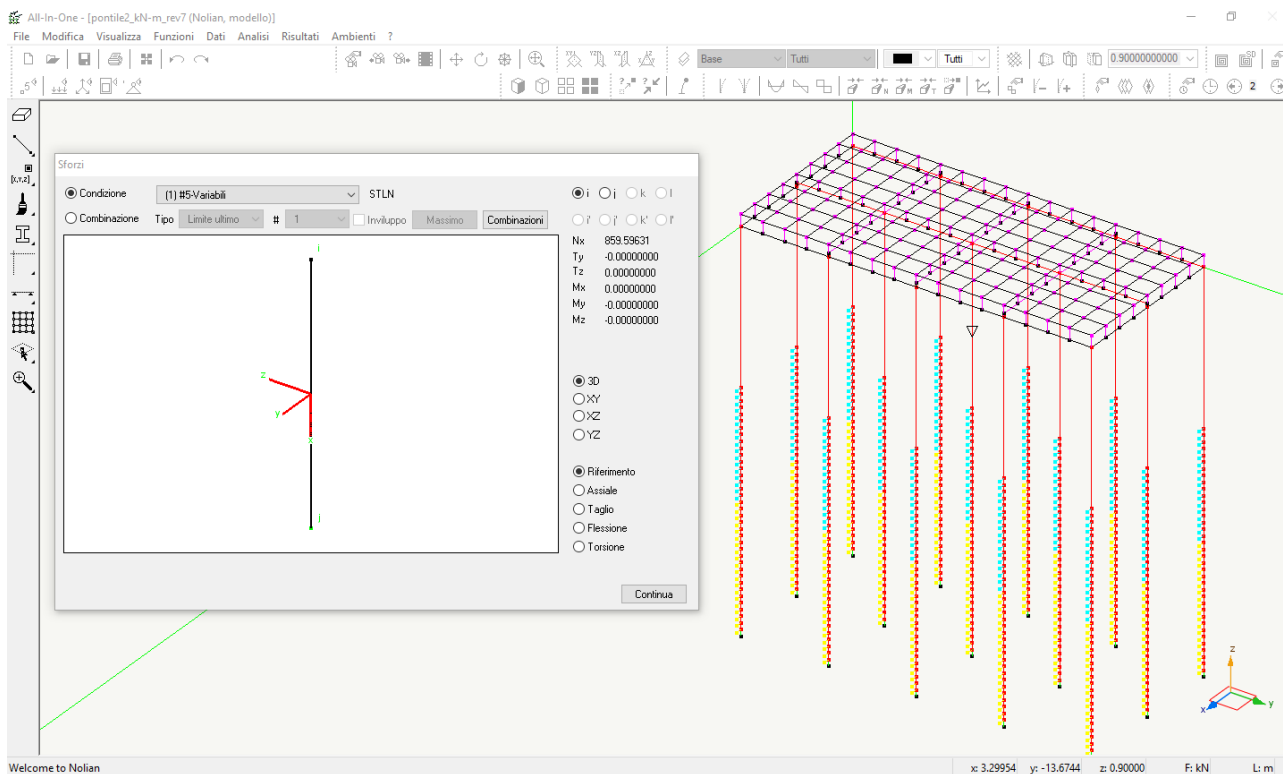 All-In-One - [pontile2_kN-m_rev7 (Nolian, modello)]
File Modifica Visualizza Funzioni Dati Analisi Risultati Ambienti ?
Base Tutti Tutti 0.90000000000 SD
2
[X,Y,Z]
Sforzi
Condizione (1) #5-Variabili STLN
Combinazione Tipo Limite ultimo # 1 Inviluppo Massimo Combinazioni
i j k l
i' j' k' l'
Nx 859.59631
Ty -0.00000000
Tz 0.00000000
Mx 0.00000000
My -0.00000000
Mz -0.00000000
i
z
y
x
j
3D
XY
XZ
YZ
Riferimento
Assiale
Taglio
Flessione
Torsione
Continua
z
x
y
Welcome to Nolian x: 3.29954 y: -13.6744 z: 0.90000 F: kN L: m